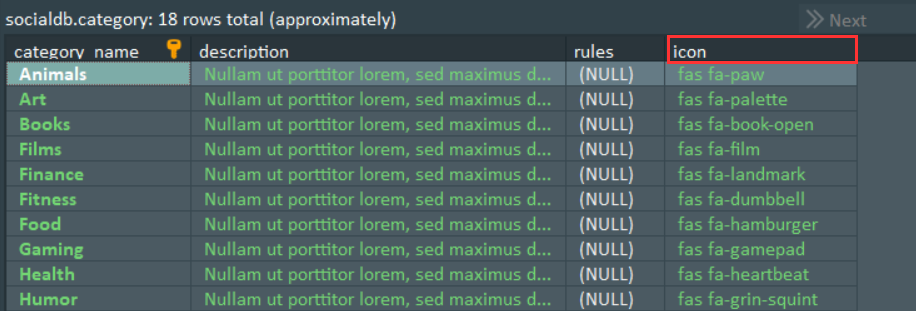 socialdb.category: 18 rows total (approximately) Next
category_name description rules icon
Animals Nullam ut porttitor lorem, sed maximus d... (NULL) fas fa-paw
Art Nullam ut porttitor lorem, sed maximus d... (NULL) fas fa-palette
Books Nullam ut porttitor lorem, sed maximus d... (NULL) fas fa-book-open
Films Nullam ut porttitor lorem, sed maximus d... (NULL) fas fa-film
Finance Nullam ut porttitor lorem, sed maximus d... (NULL) fas fa-landmark
Fitness Nullam ut porttitor lorem, sed maximus d... (NULL) fas fa-dumbbell
Food Nullam ut porttitor lorem, sed maximus d... (NULL) fas fa-hamburger
Gaming Nullam ut porttitor lorem, sed maximus d... (NULL) fas fa-gamepad
Health Nullam ut porttitor lorem, sed maximus d... (NULL) fas fa-heartbeat
Humor Nullam ut porttitor lorem, sed maximus d... (NULL) fas fa-grin-squint